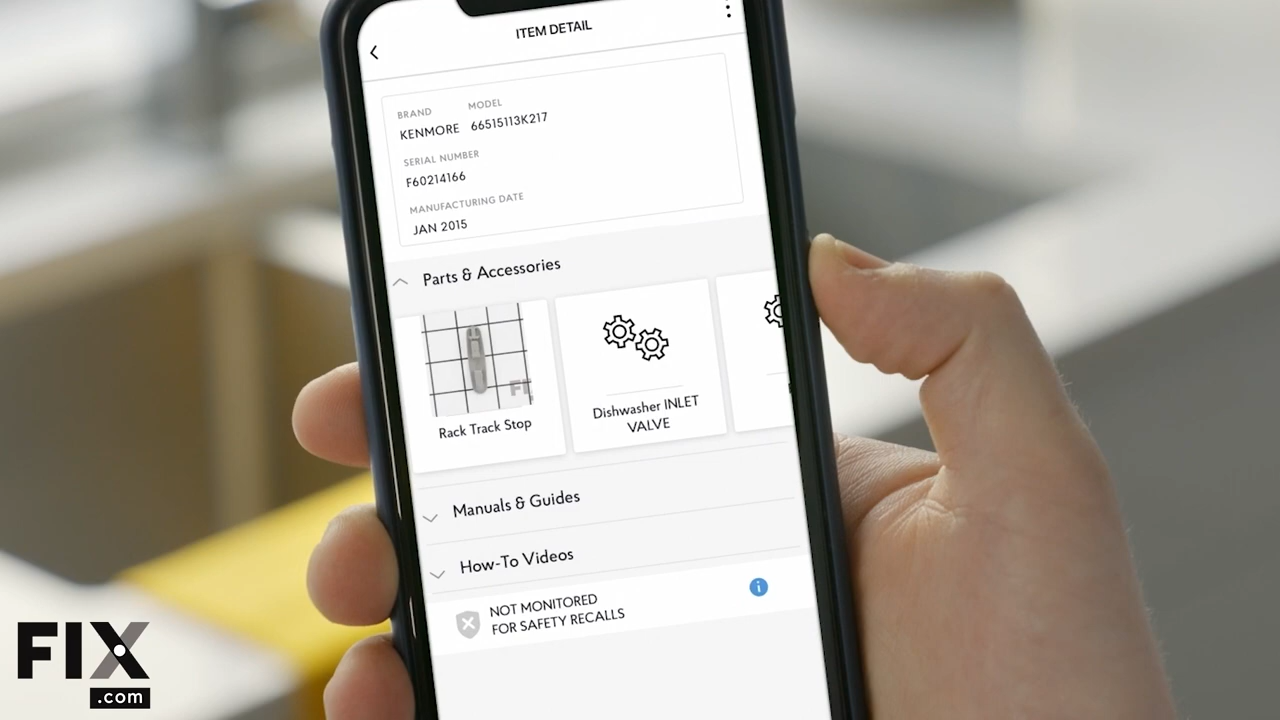 ITEM DETAIL
BRAND MODEL
KENMORE 66515113K217
SERIAL NUMBER
F60214166
MANUFACTURING DATE
JAN 2015
Parts & Accessories
Rack Track Stop
Dishwasher INLET
VALVE
Manuals & Guides
How-To Videos
NOT MONITORED
FOR SAFETY RECALLS
FIX
.com